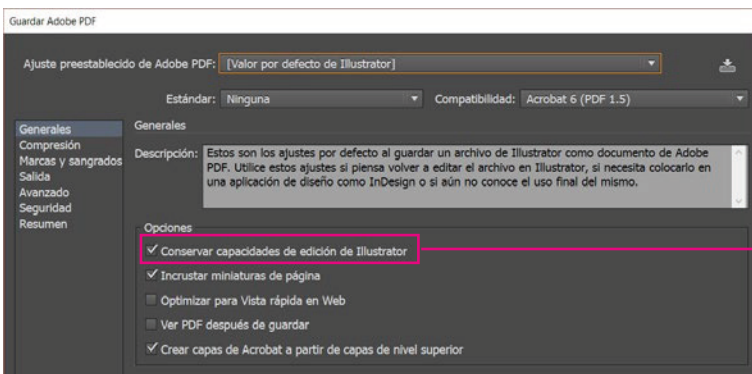 Guardar Adobe PDF
Ajuste preestablecido de Adobe PDF: [Valor por defecto de Illustrator]
Estándar: Ninguna Compatibilidad: Acrobat 6 (PDF 1.5)
Generales
Compresión
Marcas y sangrados
Salida
Avanzado
Seguridad
Resumen
Generales
Descripción: Estos son los ajustes por defecto al guardar un archivo de Illustrator como documento de Adobe
PDF. Utilice estos ajustes si piensa volver a editar el archivo en Illustrator, si necesita colocarlo en
una aplicación de diseño como InDesign o si aún no conoce el uso final del mismo.
Opciones
Conservar capacidades de edición de Illustrator
Incrustar miniaturas de página
Optimizar para Vista rápida en Web
Ver PDF después de guardar
Crear capas de Acrobat a partir de capas de nivel superior